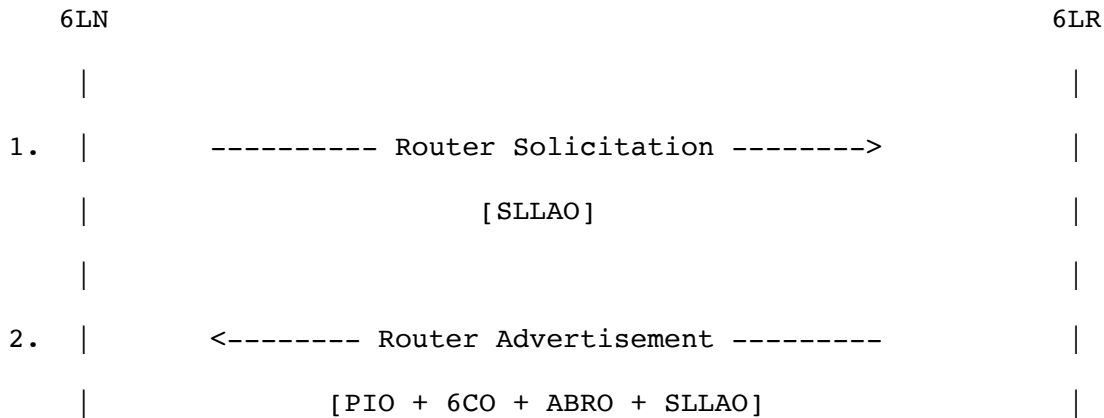 6LN 6LR
| |
1. | ---------- Router Solicitation --------> |
| [SLLAO] |
| |
2. | <-------- Router Advertisement --------- |
| [PIO + 6CO + ABRO + SLLAO] |